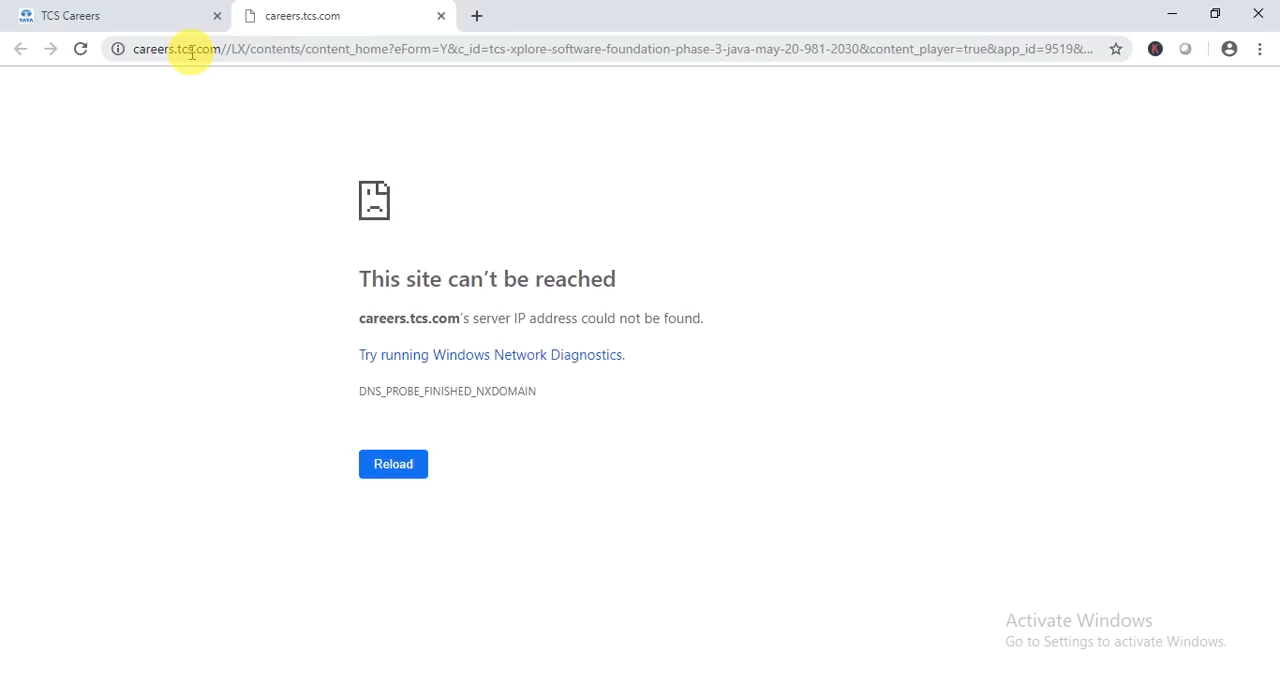 TCS Careers
careers.tcs.com
careers.tcs.com//LX/contents/content_home?eForm=Y&c_id=tcs-xplore-software-foundation-phase-3-java-may-20-981-2030&content_player=true&app_id=9519&...
This site can't be reached
careers.tcs.com's server IP address could not be found.
Try running Windows Network Diagnostics.
DNS_PROBE_FINISHED_NXDOMAIN
Reload
Activate Windows
Go to Settings to activate Windows.